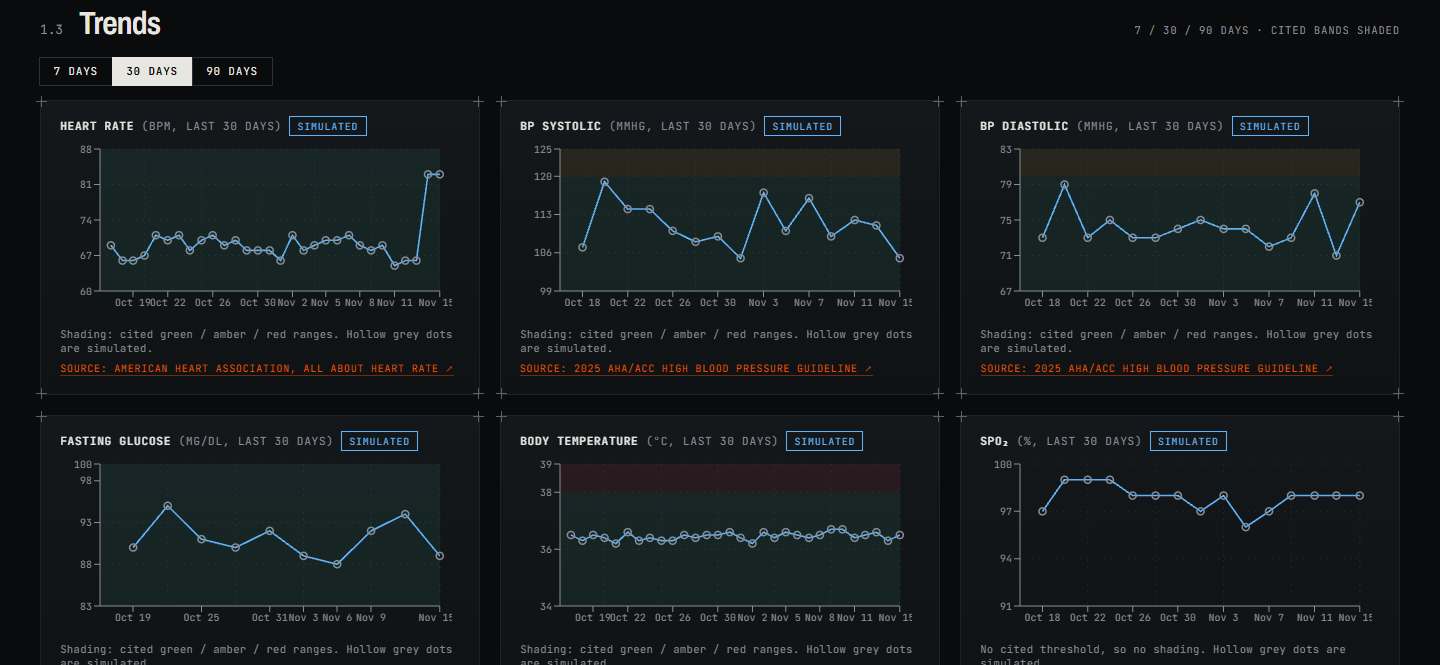 1.3 Trends
7 / 30 / 90 DAYS · CITED BANDS SHADED
7 DAYS 30 DAYS 90 DAYS
HEART RATE (BPM, LAST 30 DAYS) SIMULATED
88
81
74
67
60
Oct 19 Oct 22 Oct 26 Oct 30 Nov 2 Nov 5 Nov 8 Nov 11 Nov 15
Shading: cited green / amber / red ranges. Hollow grey dots
are simulated.
SOURCE: AMERICAN HEART ASSOCIATION, ALL ABOUT HEART RATE ↗
BP SYSTOLIC (MMHG, LAST 30 DAYS) SIMULATED
125
120
113
106
99
Oct 18 Oct 22 Oct 26 Oct 30 Nov 3 Nov 7 Nov 11 Nov 15
Shading: cited green / amber / red ranges. Hollow grey dots
are simulated.
SOURCE: 2025 AHA/ACC HIGH BLOOD PRESSURE GUIDELINE ↗
BP DIASTOLIC (MMHG, LAST 30 DAYS) SIMULATED
83
79
75
71
67
Oct 18 Oct 22 Oct 26 Oct 30 Nov 3 Nov 7 Nov 11 Nov 15
Shading: cited green / amber / red ranges. Hollow grey dots
are simulated.
SOURCE: 2025 AHA/ACC HIGH BLOOD PRESSURE GUIDELINE ↗
FASTING GLUCOSE (MG/DL, LAST 30 DAYS) SIMULATED
100
98
93
88
83
Oct 19 Oct 25 Oct 31 Nov 3 Nov 6 Nov 9 Nov 15
Shading: cited green / amber / red ranges. Hollow grey dots
are simulated.
BODY TEMPERATURE (°C, LAST 30 DAYS) SIMULATED
39
38
36
34
Oct 19 Oct 22 Oct 26 Oct 30 Nov 2 Nov 5 Nov 8 Nov 11 Nov 15
Shading: cited green / amber / red ranges. Hollow grey dots
are simulated.
SPO₂ (%, LAST 30 DAYS) SIMULATED
100
97
94
91
Oct 18 Oct 22 Oct 26 Oct 30 Nov 3 Nov 7 Nov 11 Nov 15
No cited threshold, so no shading. Hollow grey dots are
simulated.